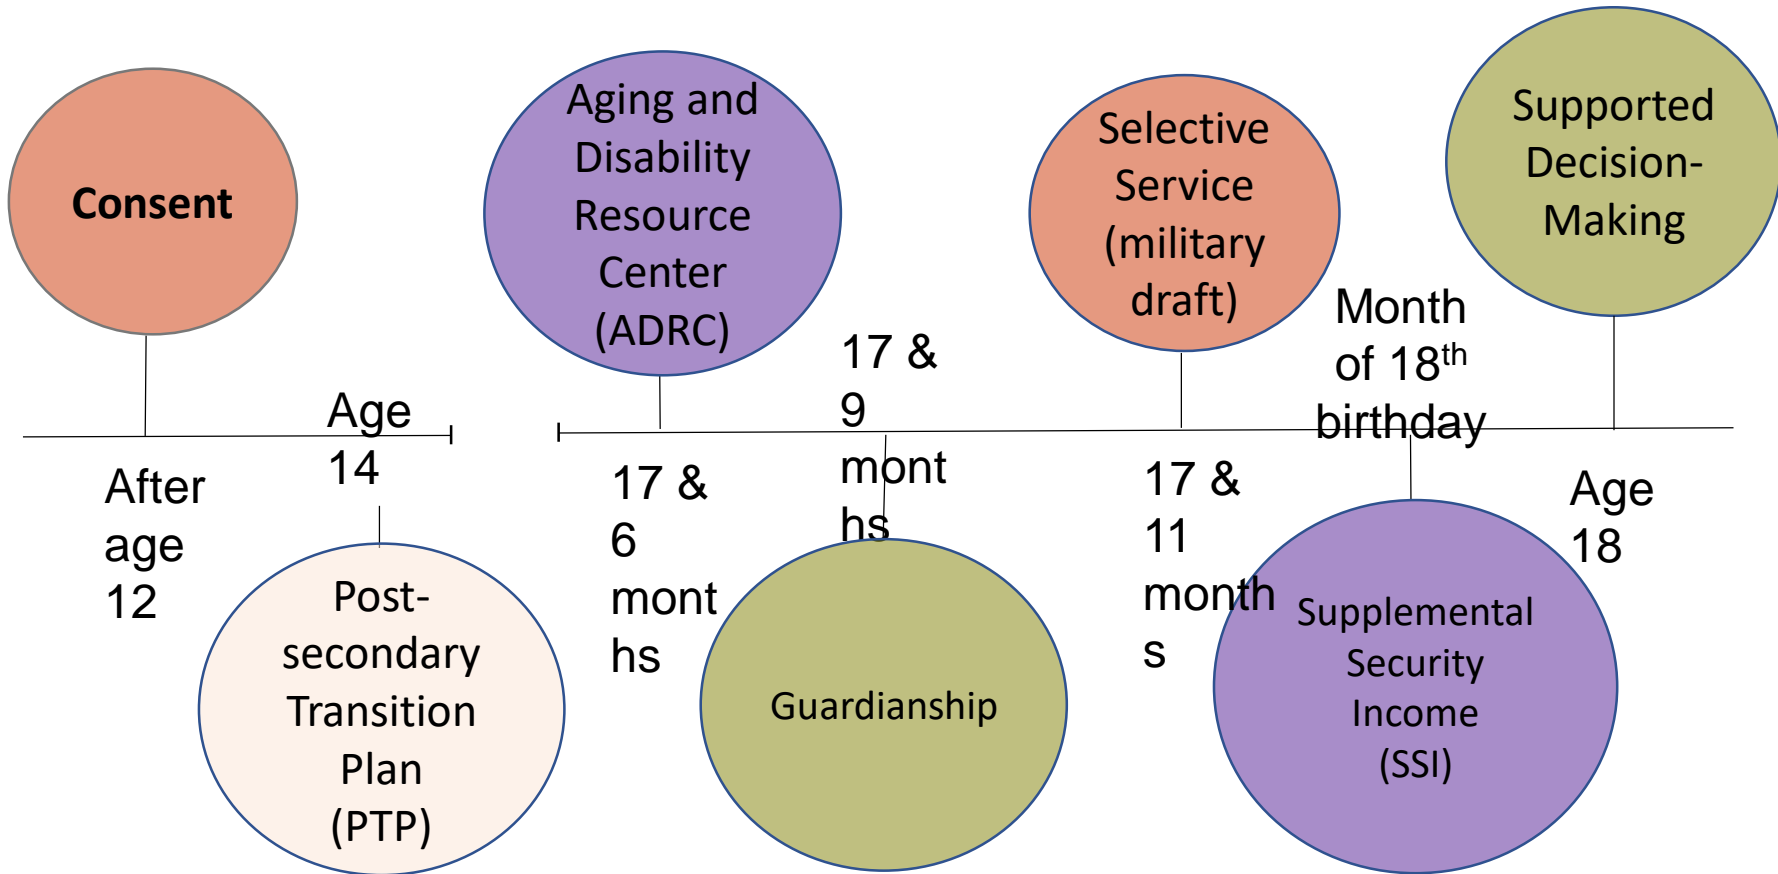 Consent
After
age
12
Age
14
Post-
secondary
Transition
Plan
(PTP)
Aging and
Disability
Resource
Center
(ADRC)
17 &
6
mont
hs
17 &
9
mont
hs
Guardianship
Selective
Service
(military
draft)
17 &
11
month
s
Month
of 18th
birthday
Supplemental
Security
Income
(SSI)
Supported
Decision-
Making
Age
18